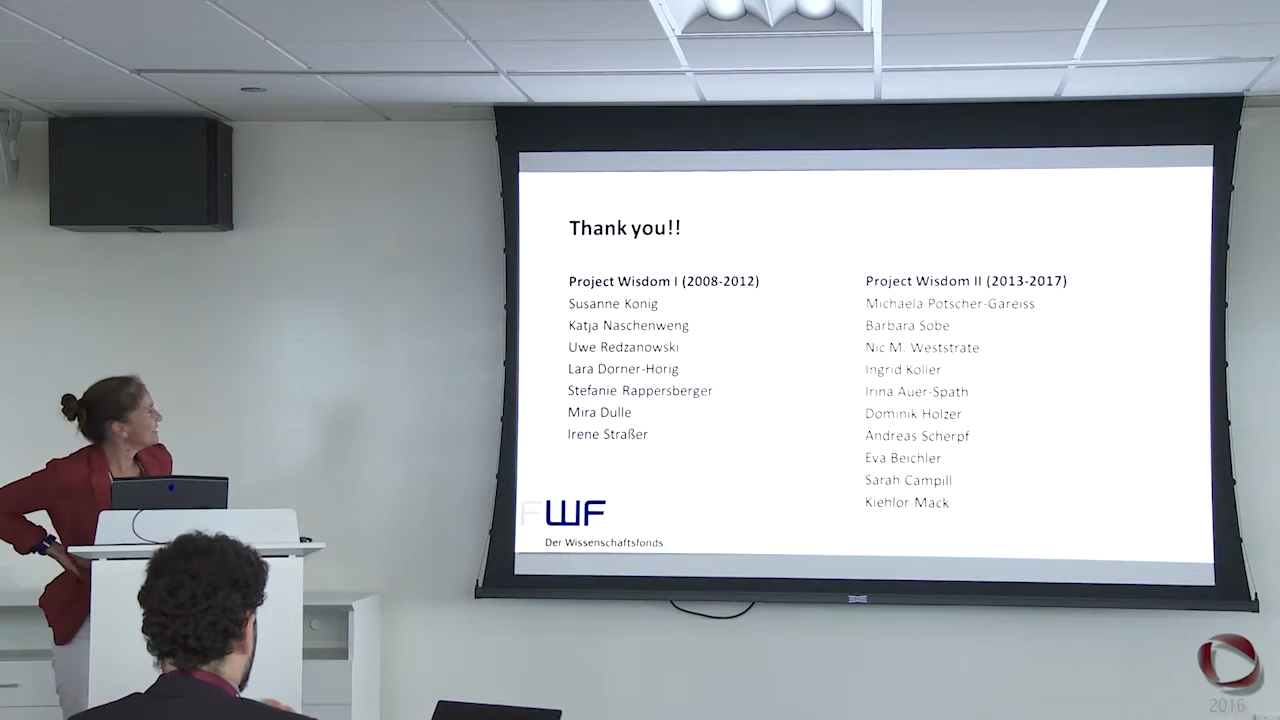 Thank you!!
Project Wisdom I (2008-2012)
Susanne König
Katja Naschenweng
Uwe Redzanowski
Lara Dorner-Hörig
Stefanie Rappersberger
Mira Dulle
Irene Straßer
Project Wisdom II (2013-2017)
Michaela Pötscher-Gareiss
Barbara Sobe
Nic M. Weststrate
Ingrid Koller
Irina Auer-Spath
Dominik Holzer
Andreas Scherpf
Eva Beichler
Sarah Campill
Kiehlor Mack
FWF
Der Wissenschaftsfonds.
2016